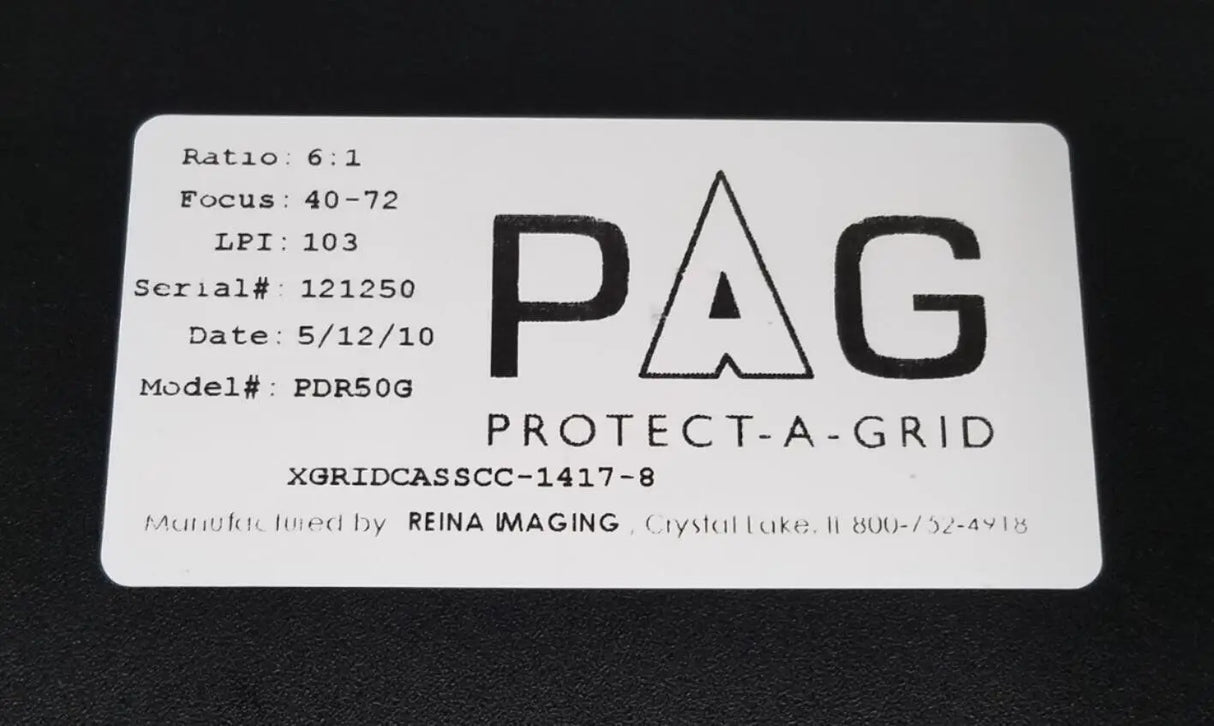 Ratio: 6:1
Focus: 40-72
LPI: 103
Serial#: 121250
Date: 5/12/10
Model#: PDR50G
PAG
PROTECT-A-GRID
XGRIDCASSCC-1417-8
Manufactured by REINA IMAGING, Crystal Lake, Il 800-752-4918